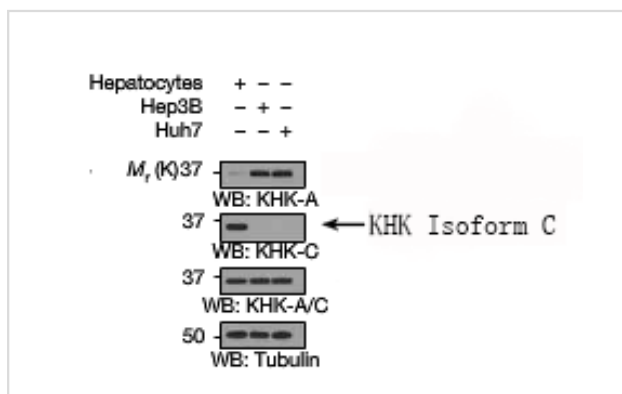 Hepatocytes + – –
Hep3B – + –
Huh7 – – +
Mr (K) 37
WB: KHK-A
37
KHK Isoform C
WB: KHK-C
37
WB: KHK-A/C
50
WB: Tubulin